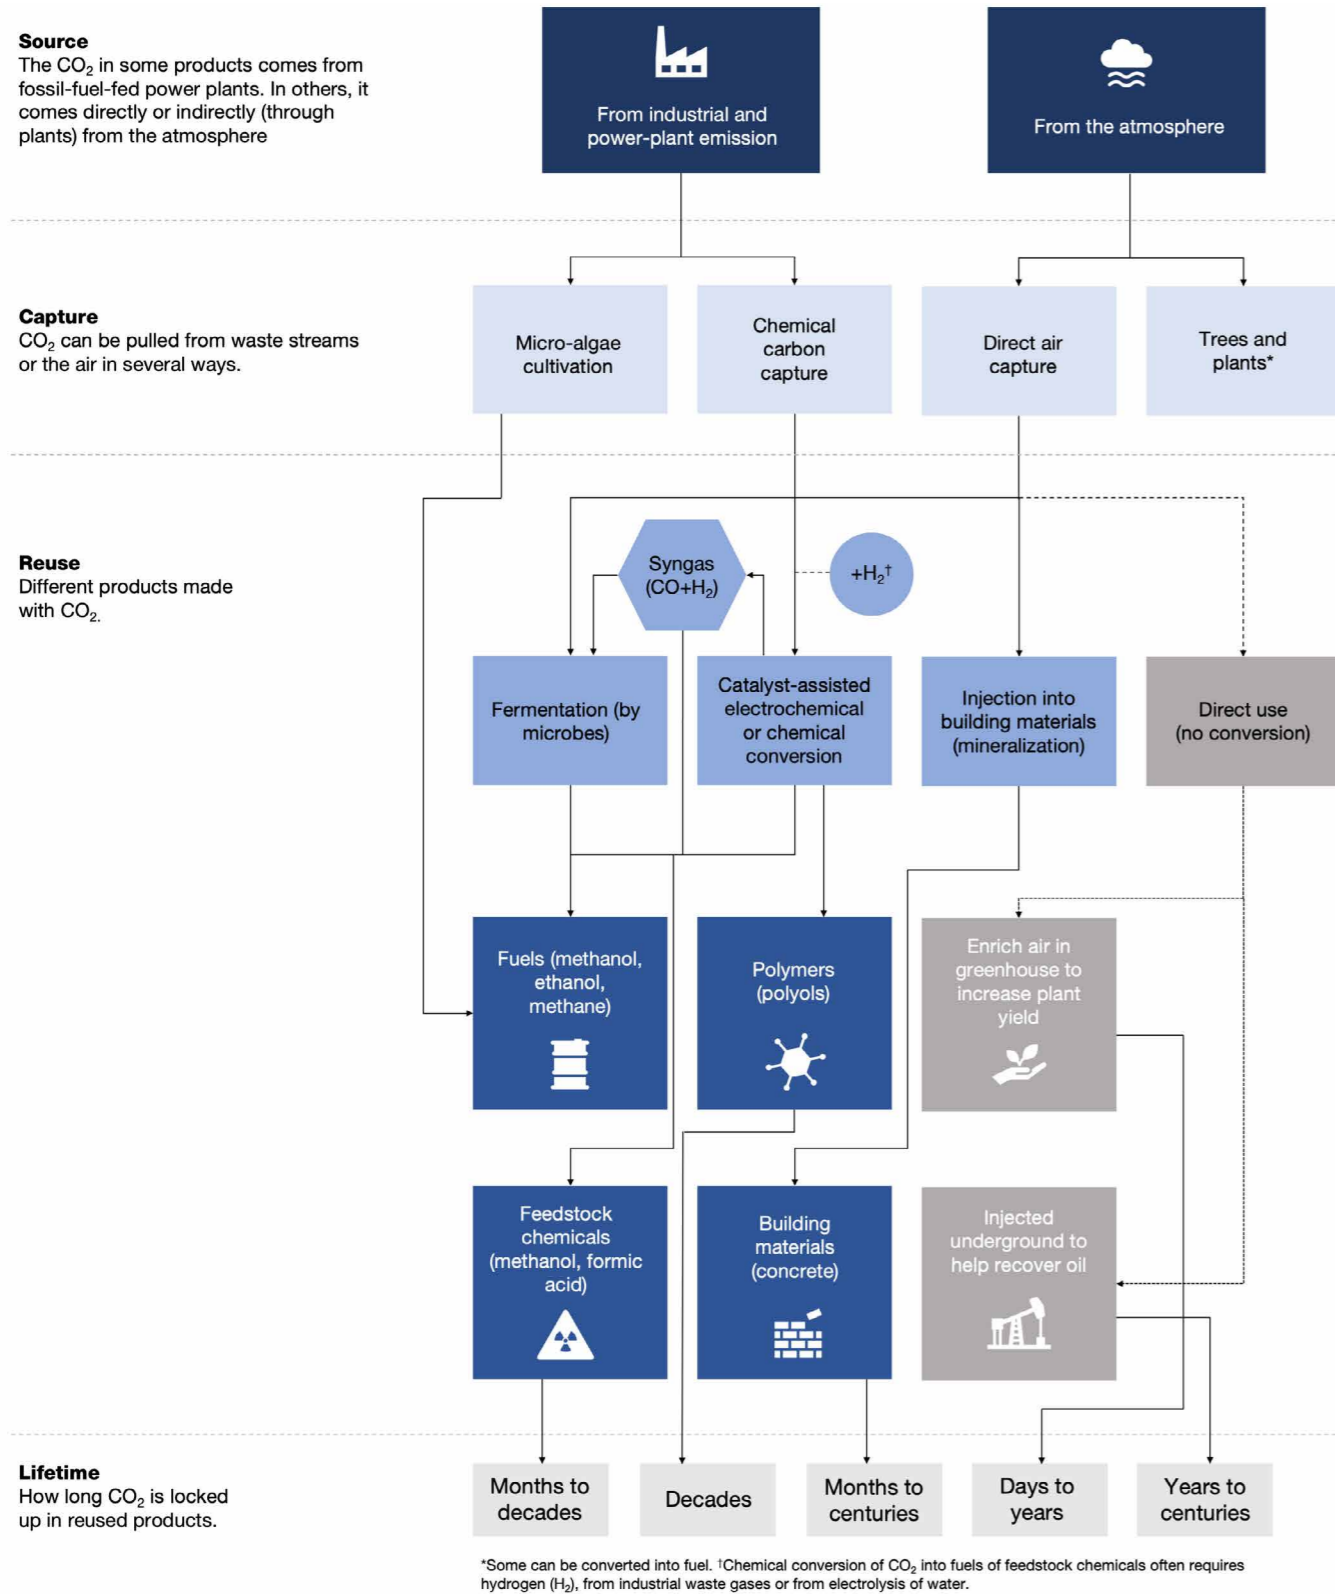 Source
The CO₂ in some products comes from
fossil-fuel-fed power plants. In others, it
comes directly or indirectly (through
plants) from the atmosphere
From industrial and
power-plant emission
From the atmosphere
Capture
CO₂ can be pulled from waste streams
or the air in several ways.
Micro-algae
cultivation
Chemical
carbon
capture
Direct air
capture
Trees and
plants*
Reuse
Different products made
with CO₂.
Syngas
(CO+H₂)
+H₂†
Fermentation (by
microbes)
Catalyst-assisted
electrochemical
or chemical
conversion
Injection into
building materials
(mineralization)
Direct use
(no conversion)
Fuels (methanol,
ethanol,
methane)
Polymers
(polyols)
Enrich air in
greenhouse to
increase plant
yield
Feedstock
chemicals
(methanol, formic
acid)
Building
materials
(concrete)
Injected
underground to
help recover oil
Lifetime
How long CO₂ is locked
up in reused products.
Months to
decades
Decades
Months to
centuries
Days to
years
Years to
centuries
*Some can be converted into fuel. †Chemical conversion of CO₂ into fuels of feedstock chemicals often requires
hydrogen (H₂), from industrial waste gases or from electrolysis of water.